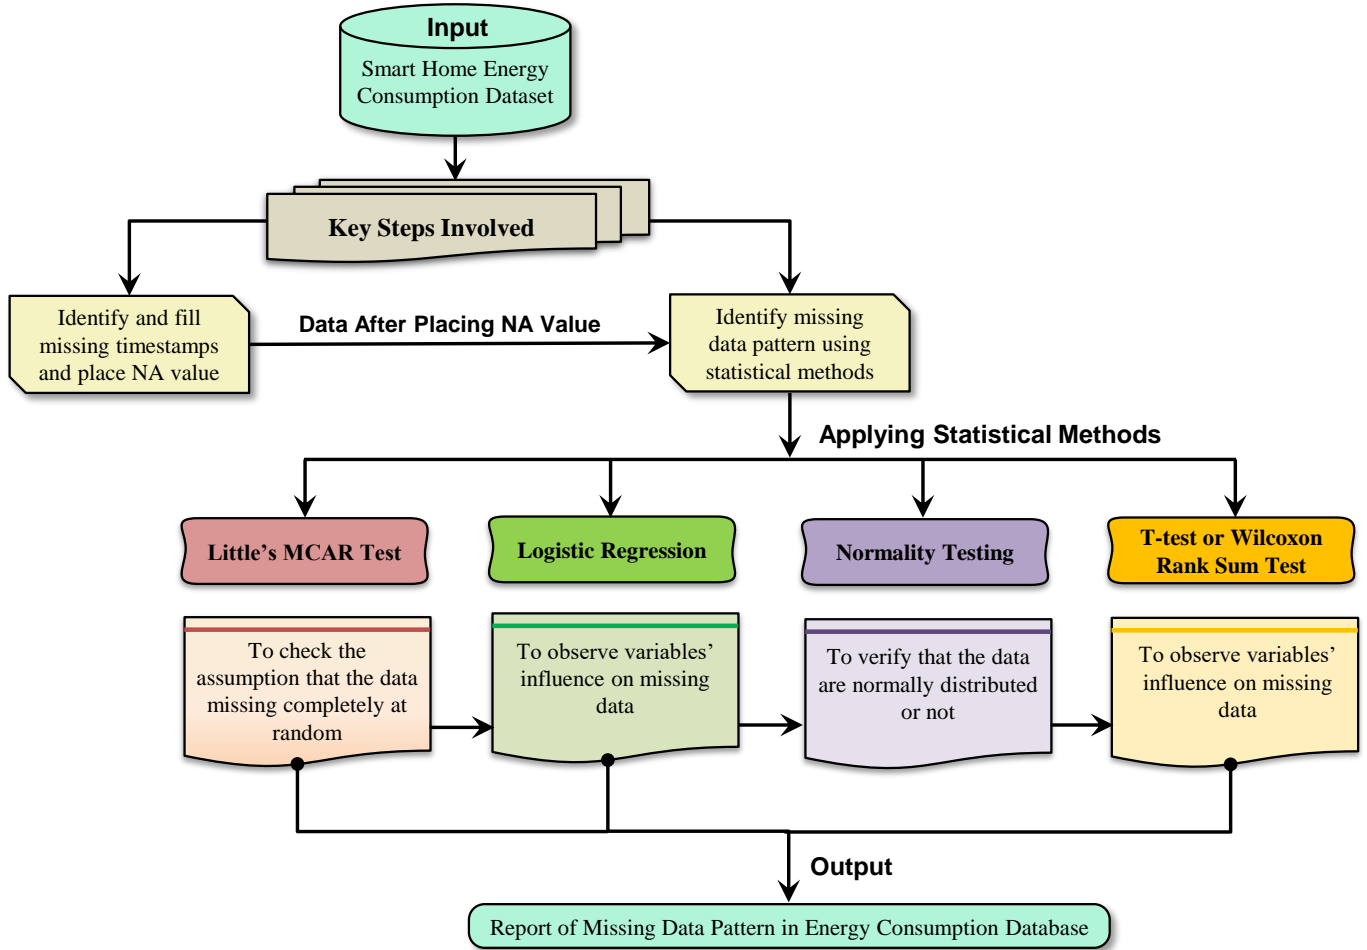 Input
Smart Home Energy
Consumption Dataset
Key Steps Involved
Identify and fill
missing timestamps
and place NA value
Data After Placing NA Value
Identify missing
data pattern using
statistical methods
Applying Statistical Methods
Little’s MCAR Test
Logistic Regression
Normality Testing
T-test or Wilcoxon
Rank Sum Test
To check the
assumption that the data
missing completely at
random
To observe variables’
influence on missing
data
To verify that the data
are normally distributed
or not
To observe variables’
influence on missing
data
Output
Report of Missing Data Pattern in Energy Consumption Database